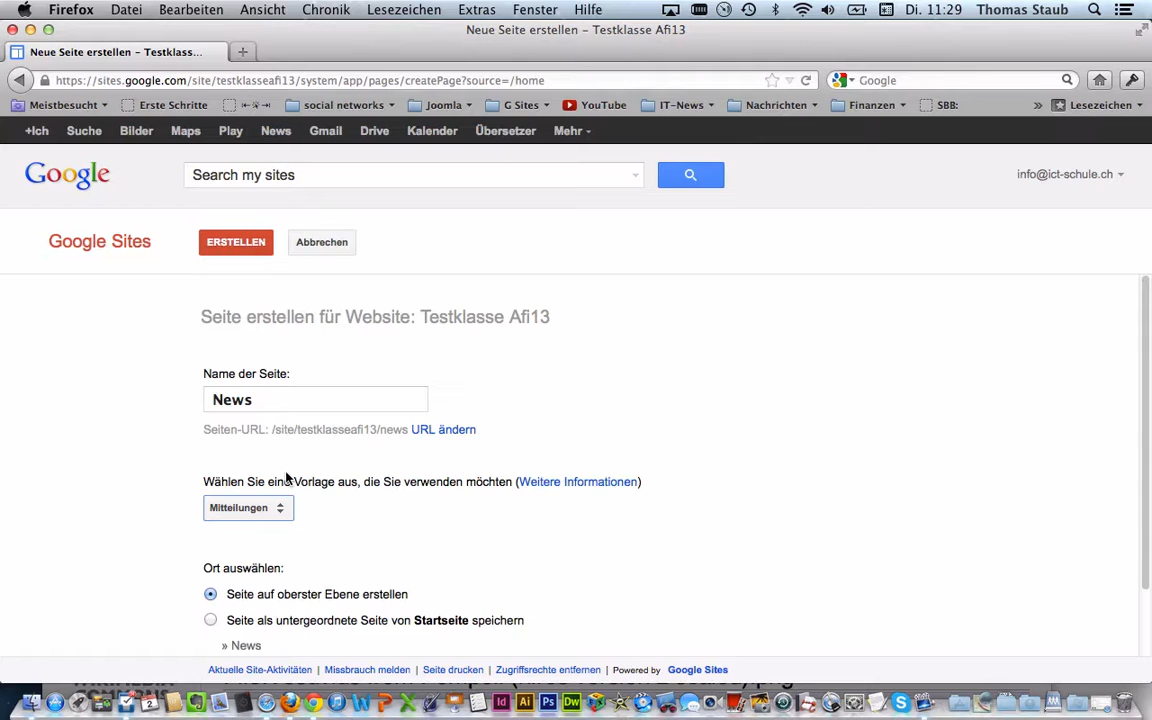 Firefox Datei Bearbeiten Ansicht Chronik Lesezeichen Extras Fenster Hilfe Di. 11:29 Thomas Staub
Neue Seite erstellen – Testklasse Afi13
Neue Seite erstellen – Testklass...
https://sites.google.com/site/testklasseafi13/system/app/pages/createPage?source=/home Google
Meistbesucht Erste Schritte social networks Joomla G Sites YouTube IT-News Nachrichten Finanzen SBB: » Lesezeichen
+Ich Suche Bilder Maps Play News Gmail Drive Kalender Übersetzer Mehr
Google Search my sites info@ict-schule.ch
Google Sites ERSTELLEN Abbrechen
Seite erstellen für Website: Testklasse Afi13
Name der Seite:
News
Seiten-URL: /site/testklasseafi13/news URL ändern
Wählen Sie eine Vorlage aus, die Sie verwenden möchten (Weitere Informationen)
Mitteilungen
Ort auswählen:
Seite auf oberster Ebene erstellen
Seite als untergeordnete Seite von Startseite speichern
» News
Aktuelle Site-Aktivitäten | Missbrauch melden | Seite drucken | Zugriffsrechte entfernen | Powered by Google Sites